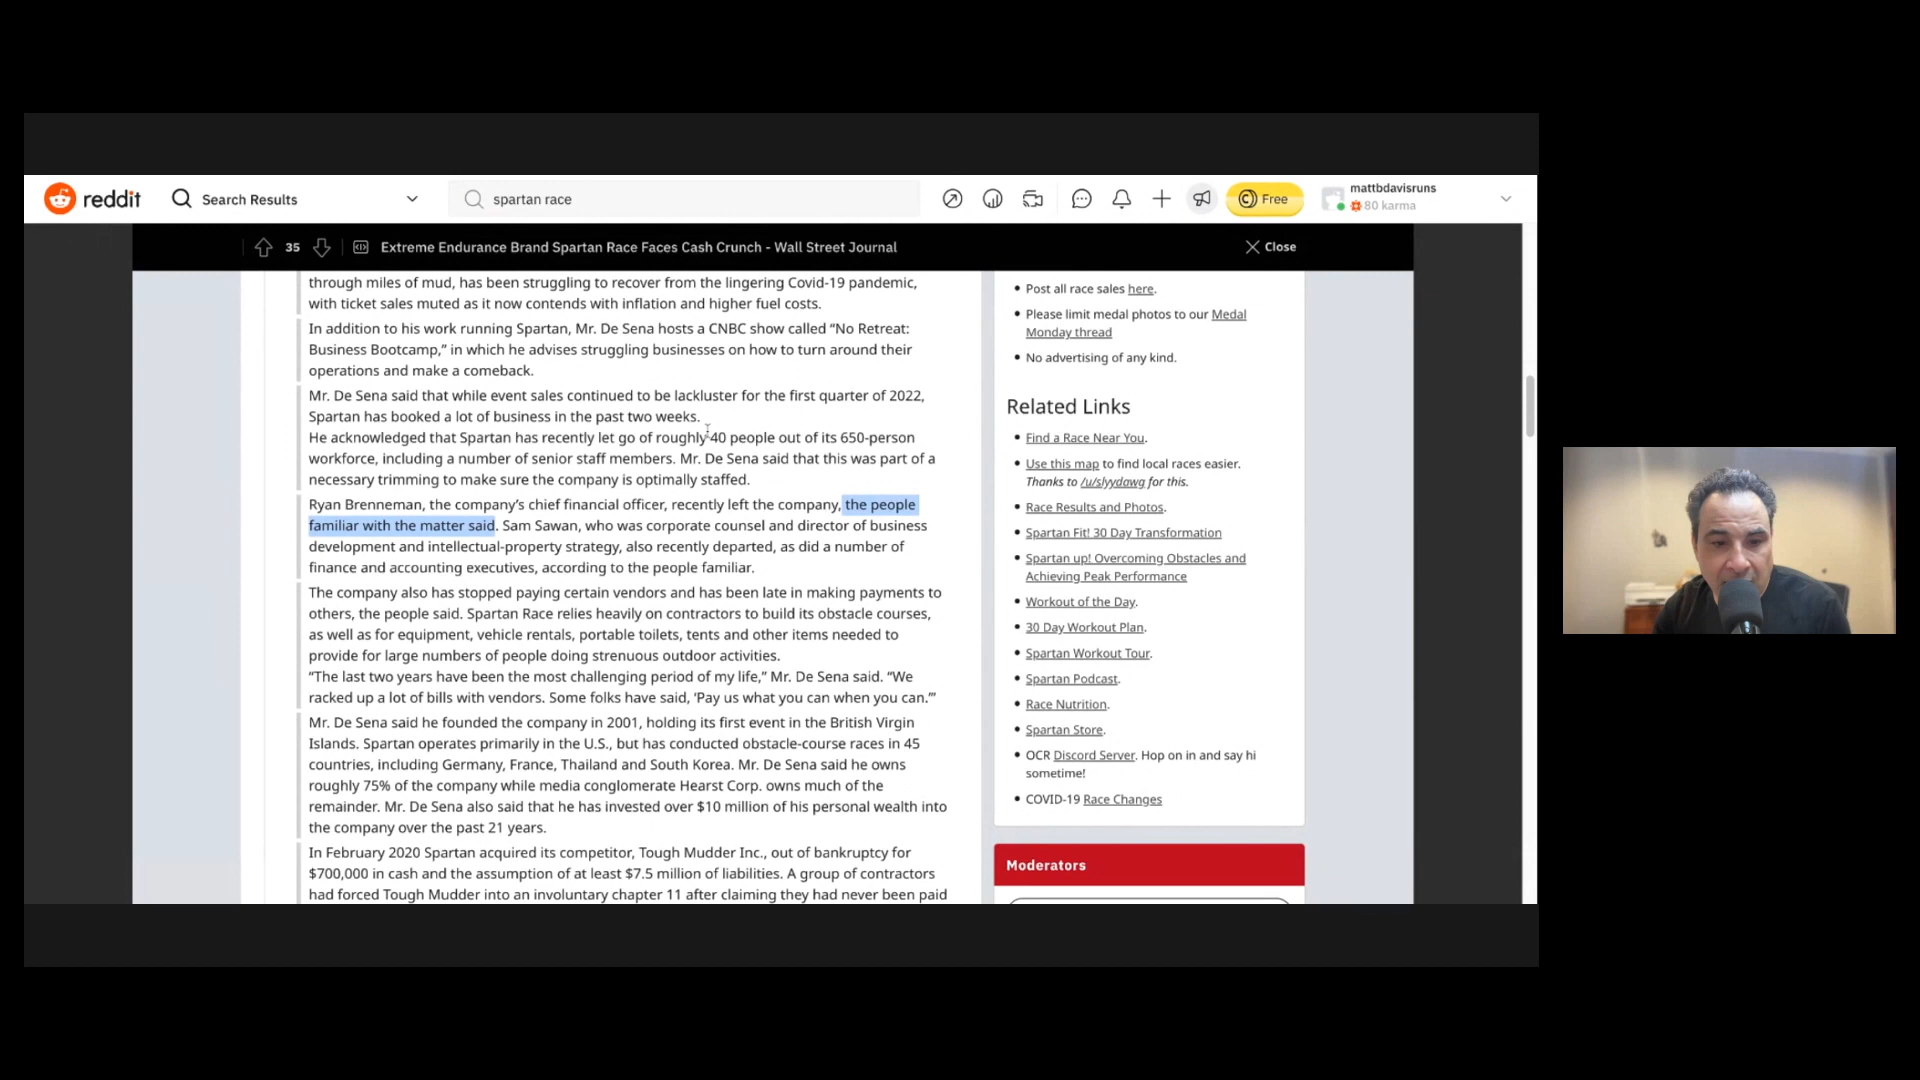 reddit
Search Results
spartan race
Free
mattbdavisruns
80 karma
35
Extreme Endurance Brand Spartan Race Faces Cash Crunch - Wall Street Journal
Close
through miles of mud, has been struggling to recover from the lingering Covid-19 pandemic,
with ticket sales muted as it now contends with inflation and higher fuel costs.
In addition to his work running Spartan, Mr. De Sena hosts a CNBC show called “No Retreat:
Business Bootcamp,” in which he advises struggling businesses on how to turn around their
operations and make a comeback.
Mr. De Sena said that while event sales continued to be lackluster for the first quarter of 2022,
Spartan has booked a lot of business in the past two weeks.
He acknowledged that Spartan has recently let go of roughly 40 people out of its 650-person
workforce, including a number of senior staff members. Mr. De Sena said that this was part of a
necessary trimming to make sure the company is optimally staffed.
Ryan Brenneman, the company’s chief financial officer, recently left the company, the people
familiar with the matter said. Sam Sawan, who was corporate counsel and director of business
development and intellectual-property strategy, also recently departed, as did a number of
finance and accounting executives, according to the people familiar.
The company also has stopped paying certain vendors and has been late in making payments to
others, the people said. Spartan Race relies heavily on contractors to build its obstacle courses,
as well as for equipment, vehicle rentals, portable toilets, tents and other items needed to
provide for large numbers of people doing strenuous outdoor activities.
“The last two years have been the most challenging period of my life,” Mr. De Sena said. “We
racked up a lot of bills with vendors. Some folks have said, ‘Pay us what you can when you can.’”
Mr. De Sena said he founded the company in 2001, holding its first event in the British Virgin
Islands. Spartan operates primarily in the U.S., but has conducted obstacle-course races in 45
countries, including Germany, France, Thailand and South Korea. Mr. De Sena said he owns
roughly 75% of the company while media conglomerate Hearst Corp. owns much of the
remainder. Mr. De Sena also said that he has invested over $10 million of his personal wealth into
the company over the past 21 years.
In February 2020 Spartan acquired its competitor, Tough Mudder Inc., out of bankruptcy for
$700,000 in cash and the assumption of at least $7.5 million of liabilities. A group of contractors
had forced Tough Mudder into an involuntary chapter 11 after claiming they had never been paid
Post all race sales here.
Please limit medal photos to our Medal
Monday thread
No advertising of any kind.
Related Links
Find a Race Near You.
Use this map to find local races easier.
Thanks to /u/slyydawg for this.
Race Results and Photos.
Spartan Fit! 30 Day Transformation
Spartan up! Overcoming Obstacles and
Achieving Peak Performance
Workout of the Day.
30 Day Workout Plan.
Spartan Workout Tour.
Spartan Podcast.
Race Nutrition.
Spartan Store.
OCR Discord Server. Hop on in and say hi
sometime!
COVID-19 Race Changes
Moderators